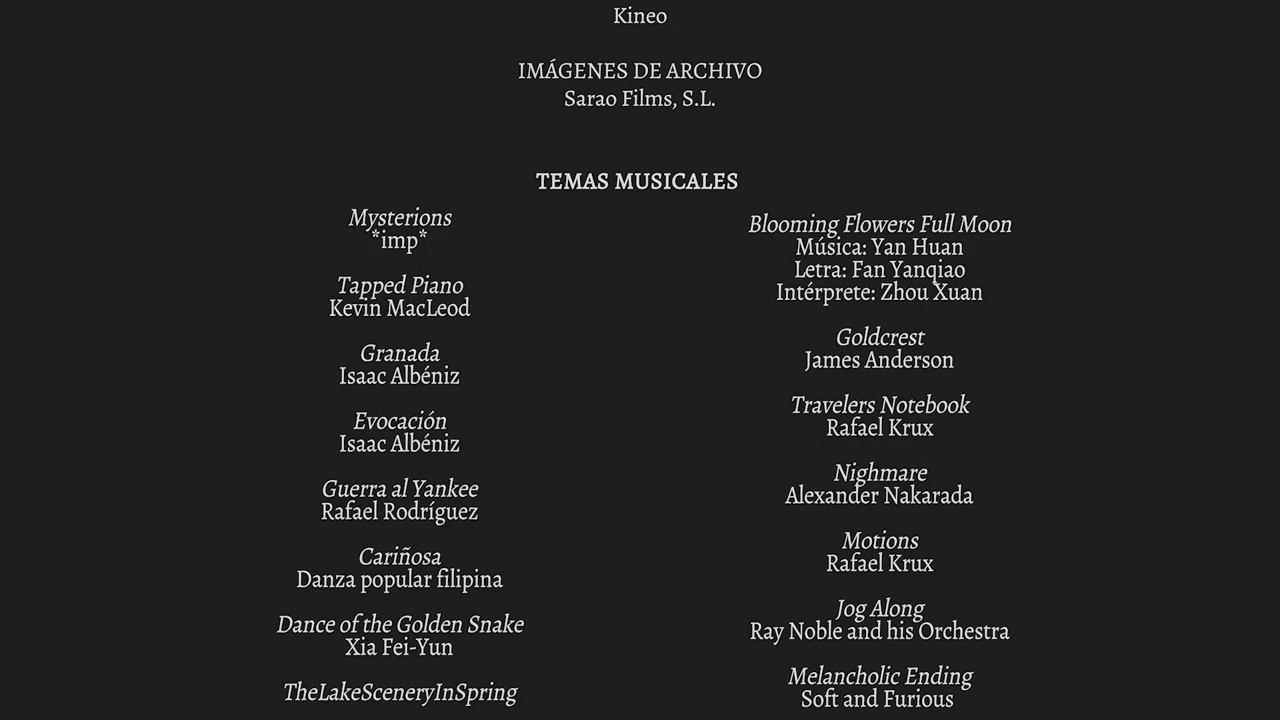 Kineo
IMÁGENES DE ARCHIVO
Sarao Films, S.L.
TEMAS MUSICALES
Mysterions
*imp*
Tapped Piano
Kevin MacLeod
Granada
Isaac Albéniz
Evocación
Isaac Albéniz
Guerra al Yankee
Rafael Rodríguez
Cariñosa
Danza popular filipina
Dance of the Golden Snake
Xia Fei-Yun
TheLakeSceneryInSpring
Blooming Flowers Full Moon
Música: Yan Huan
Letra: Fan Yanqiao
Intérprete: Zhou Xuan
Goldcrest
James Anderson
Travelers Notebook
Rafael Krux
Nighmare
Alexander Nakarada
Motions
Rafael Krux
Jog Along
Ray Noble and his Orchestra
Melancholic Ending
Soft and Furious